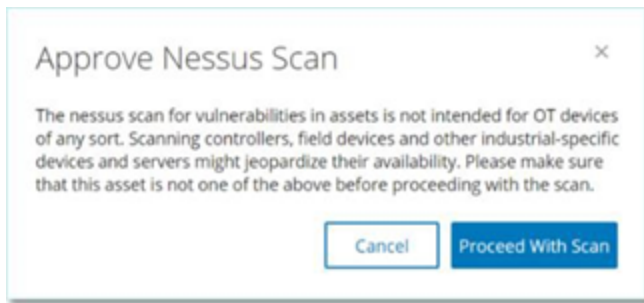 Approve Nessus Scan
The nessus scan for vulnerabilities in assets is not intended for OT devices
of any sort. Scanning controllers, field devices and other industrial-specific
devices and servers might jeopardize their availability. Please make sure
that this asset is not one of the above before proceeding with the scan.
Cancel Proceed With Scan